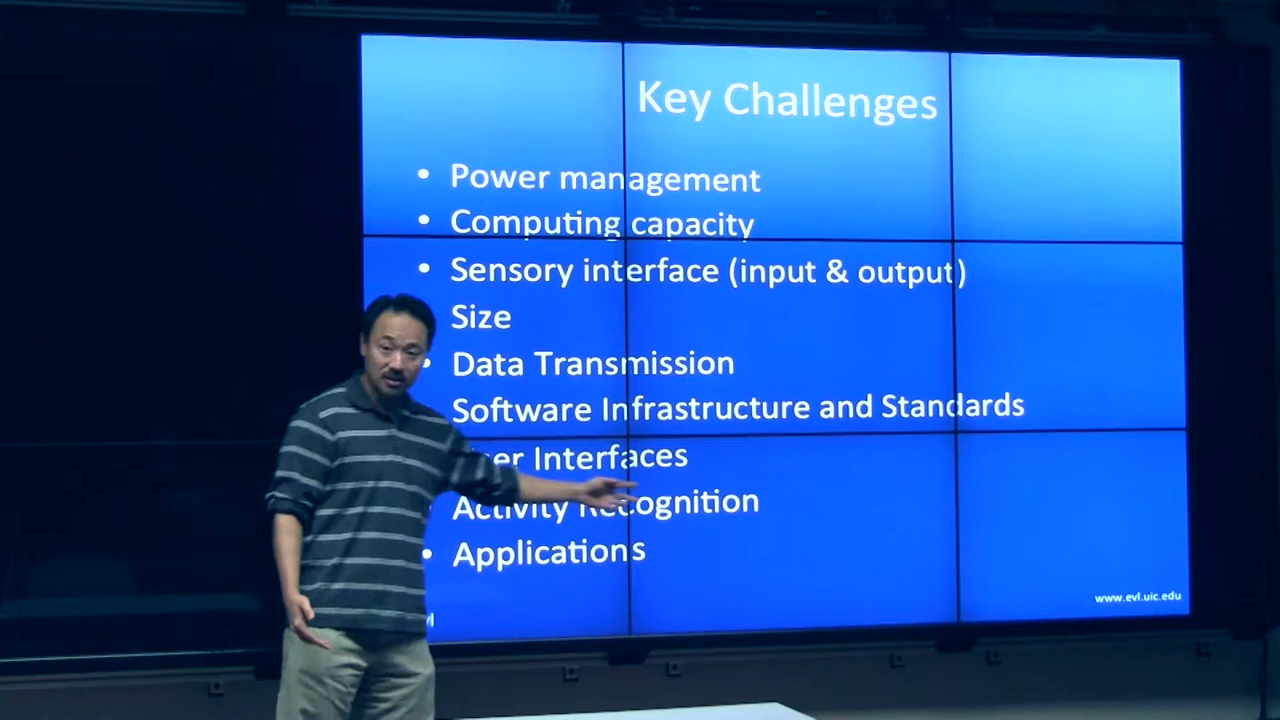 Key Challenges
• Power management
• Computing capacity
• Sensory interface (input & output)
Size
• Data Transmission
Software Infrastructure and Standards
Interfaces
Activity Recognition
• Applications
www.evl.uic.edu